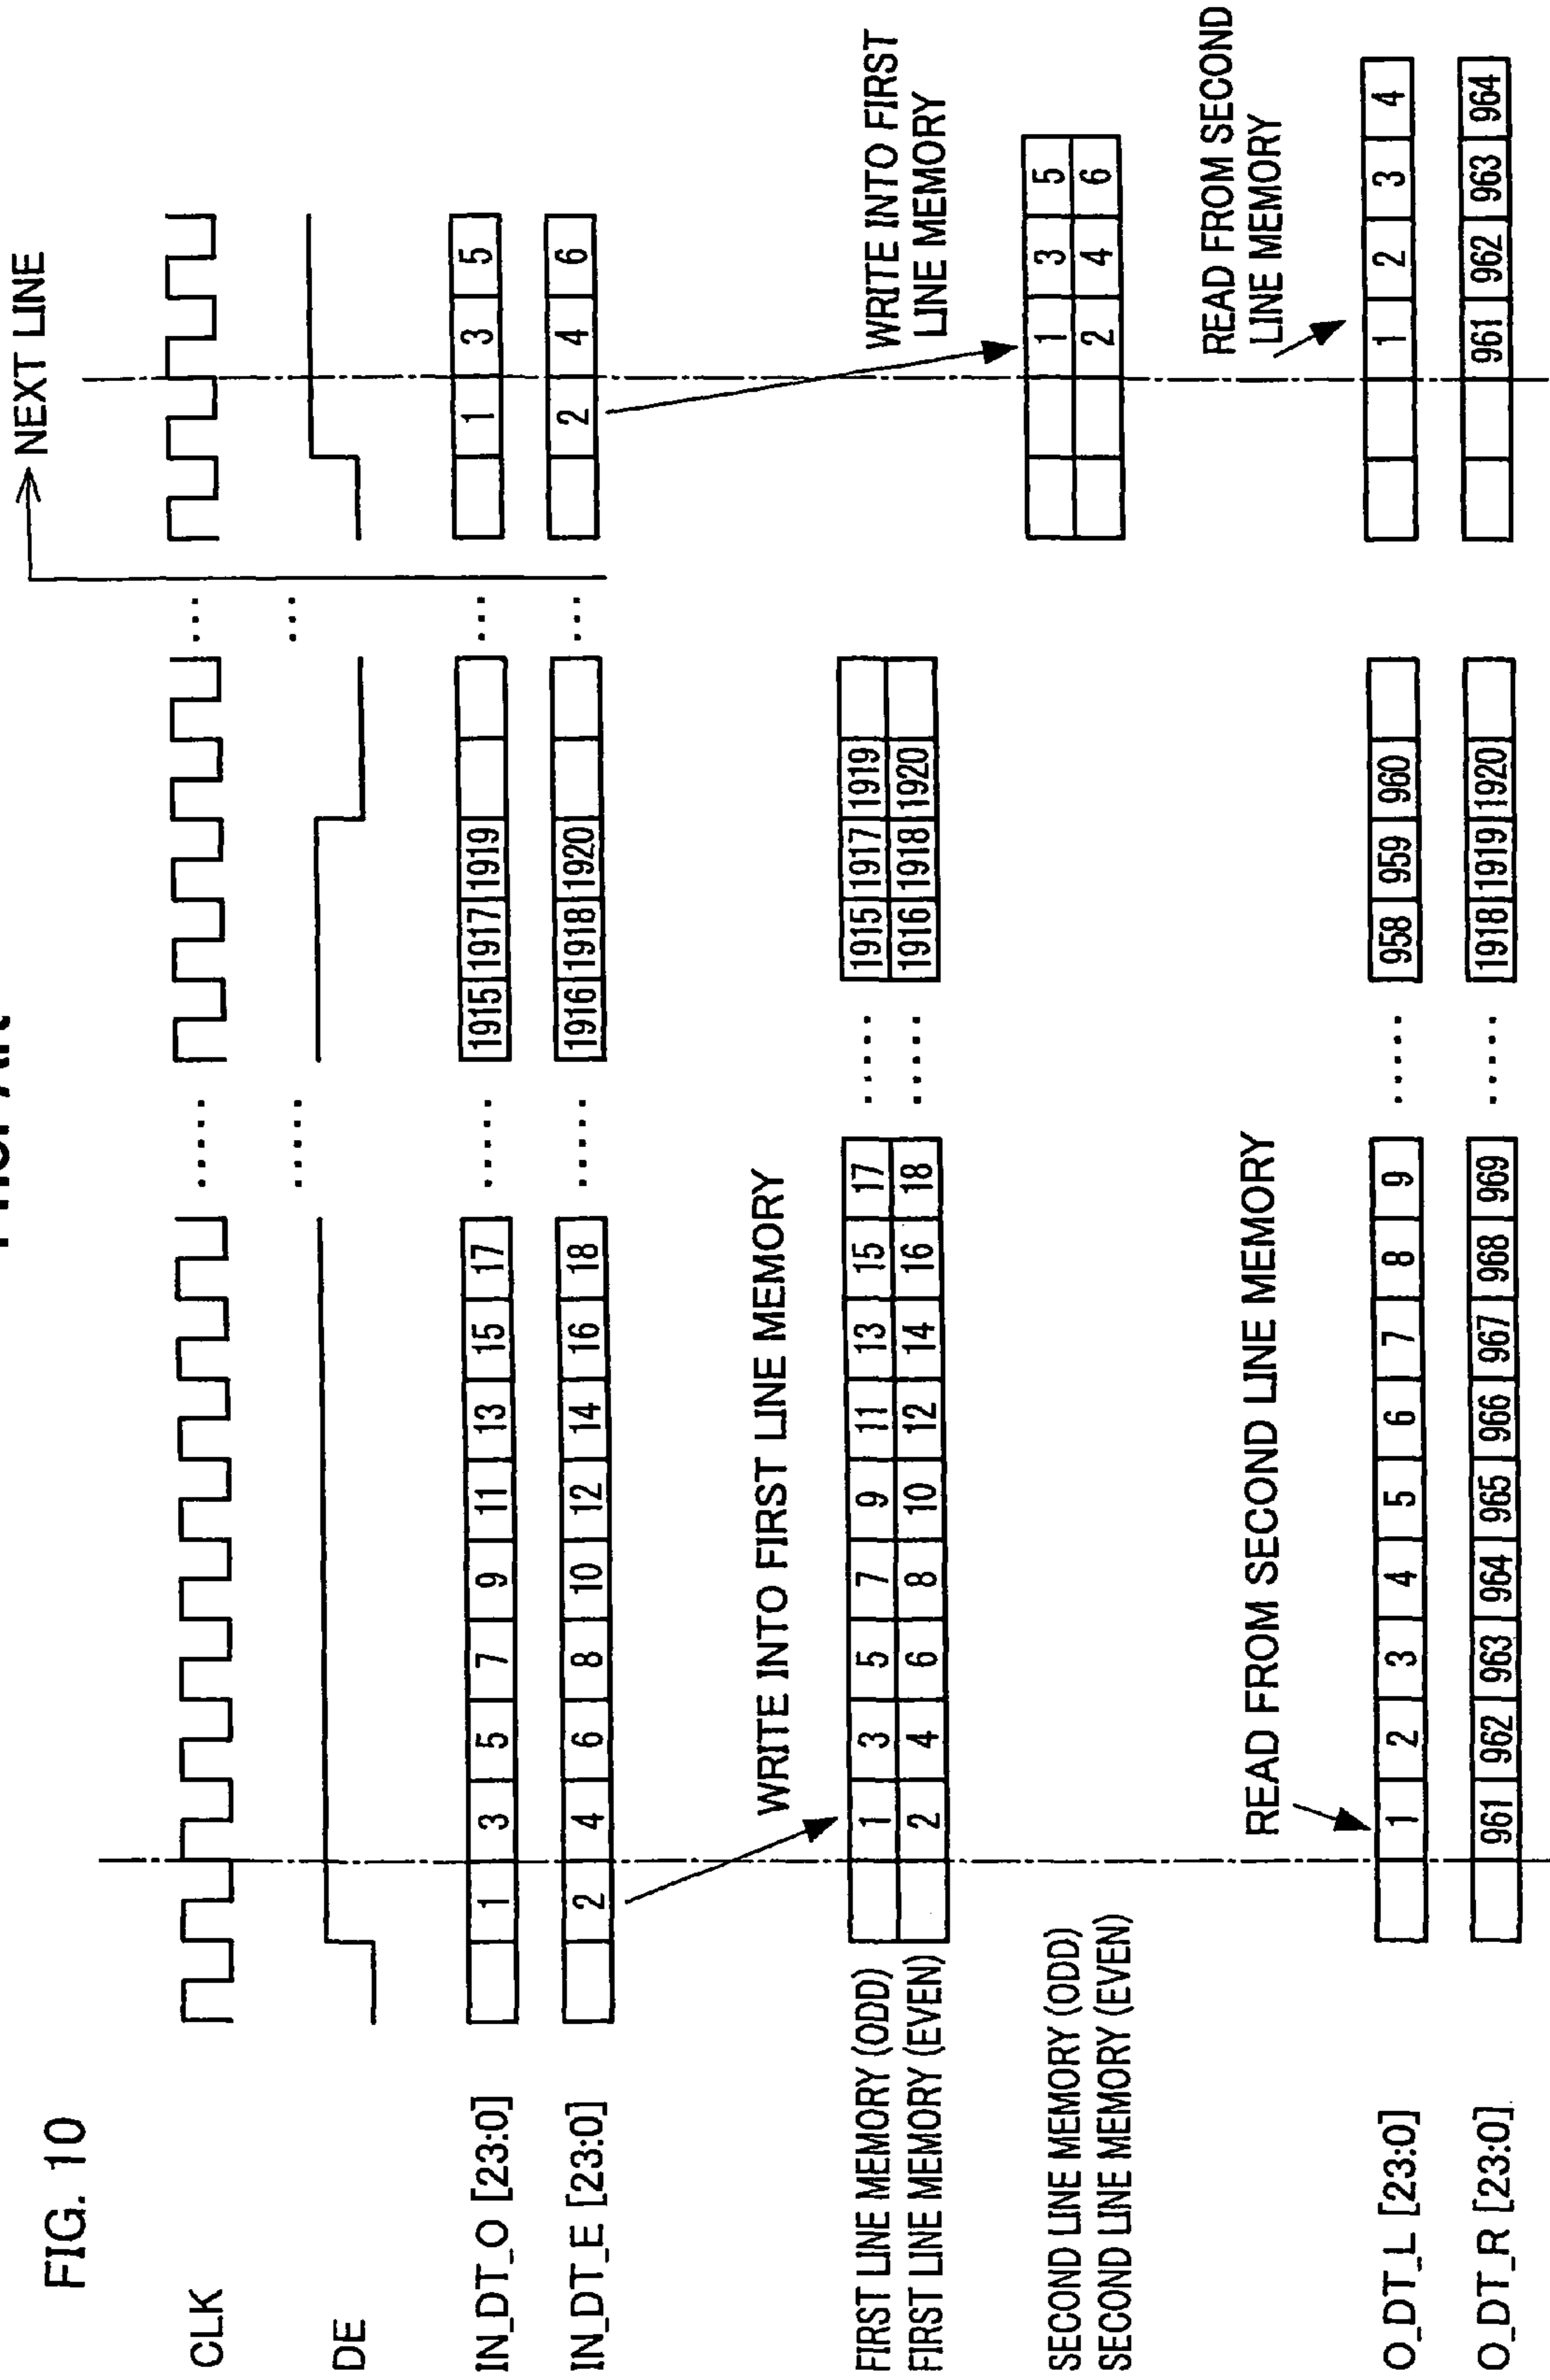 FIG. 10
NEXT LINE
CLK ..... ...
DE ..... ...
IN_DT_O [23:0] 1 3 5 7 9 11 13 15 17 ..... 1915 1917 1919 ... 1 3 5
IN_DT_E [23:0] 2 4 6 8 10 12 14 16 18 ..... 1916 1918 1920 ... 2 4 6
WRITE INTO FIRST LINE MEMORY
WRITE INTO FIRST
LINE MEMORY
FIRST LINE MEMORY (ODD) 1 3 5 7 9 11 13 15 17 ..... 1915 1917 1919
FIRST LINE MEMORY (EVEN) 2 4 6 8 10 12 14 16 18 ..... 1916 1918 1920
SECOND LINE MEMORY (ODD) 1 3 5
SECOND LINE MEMORY (EVEN) 2 4 6
READ FROM SECOND LINE MEMORY
READ FROM SECOND
LINE MEMORY
O_DT_L [23:0] 1 2 3 4 5 6 7 8 9 ..... 958 959 960 1 2 3 4
O_DT_R [23:0] 961 962 963 964 965 966 967 968 969 ..... 1918 1919 1920 961 962 963 964